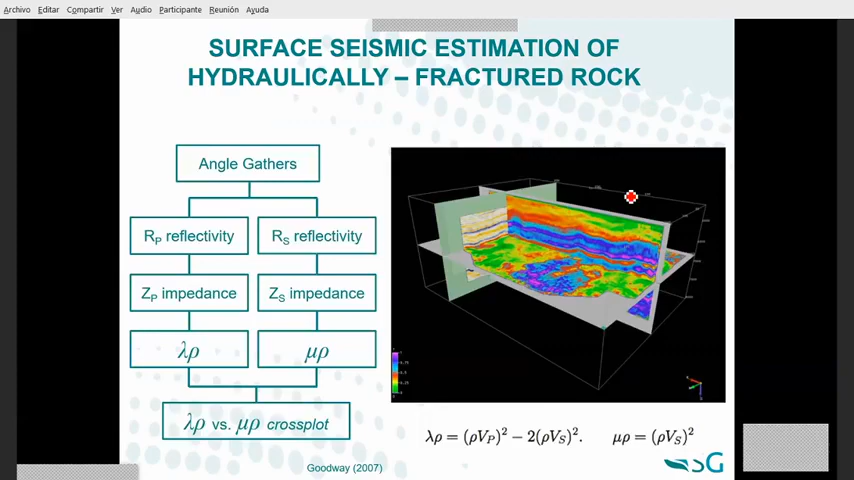 Archivo Editar Compartir Ver Audio Participante Reunión Ayuda
SURFACE SEISMIC ESTIMATION OF
HYDRAULICALLY – FRACTURED ROCK
Angle Gathers
R_P reflectivity
R_S reflectivity
Z_P impedance
Z_S impedance
λρ
μρ
λρ vs. μρ crossplot
λρ = (ρV_P)² − 2(ρV_S)². μρ = (ρV_S)²
Goodway (2007)
SG